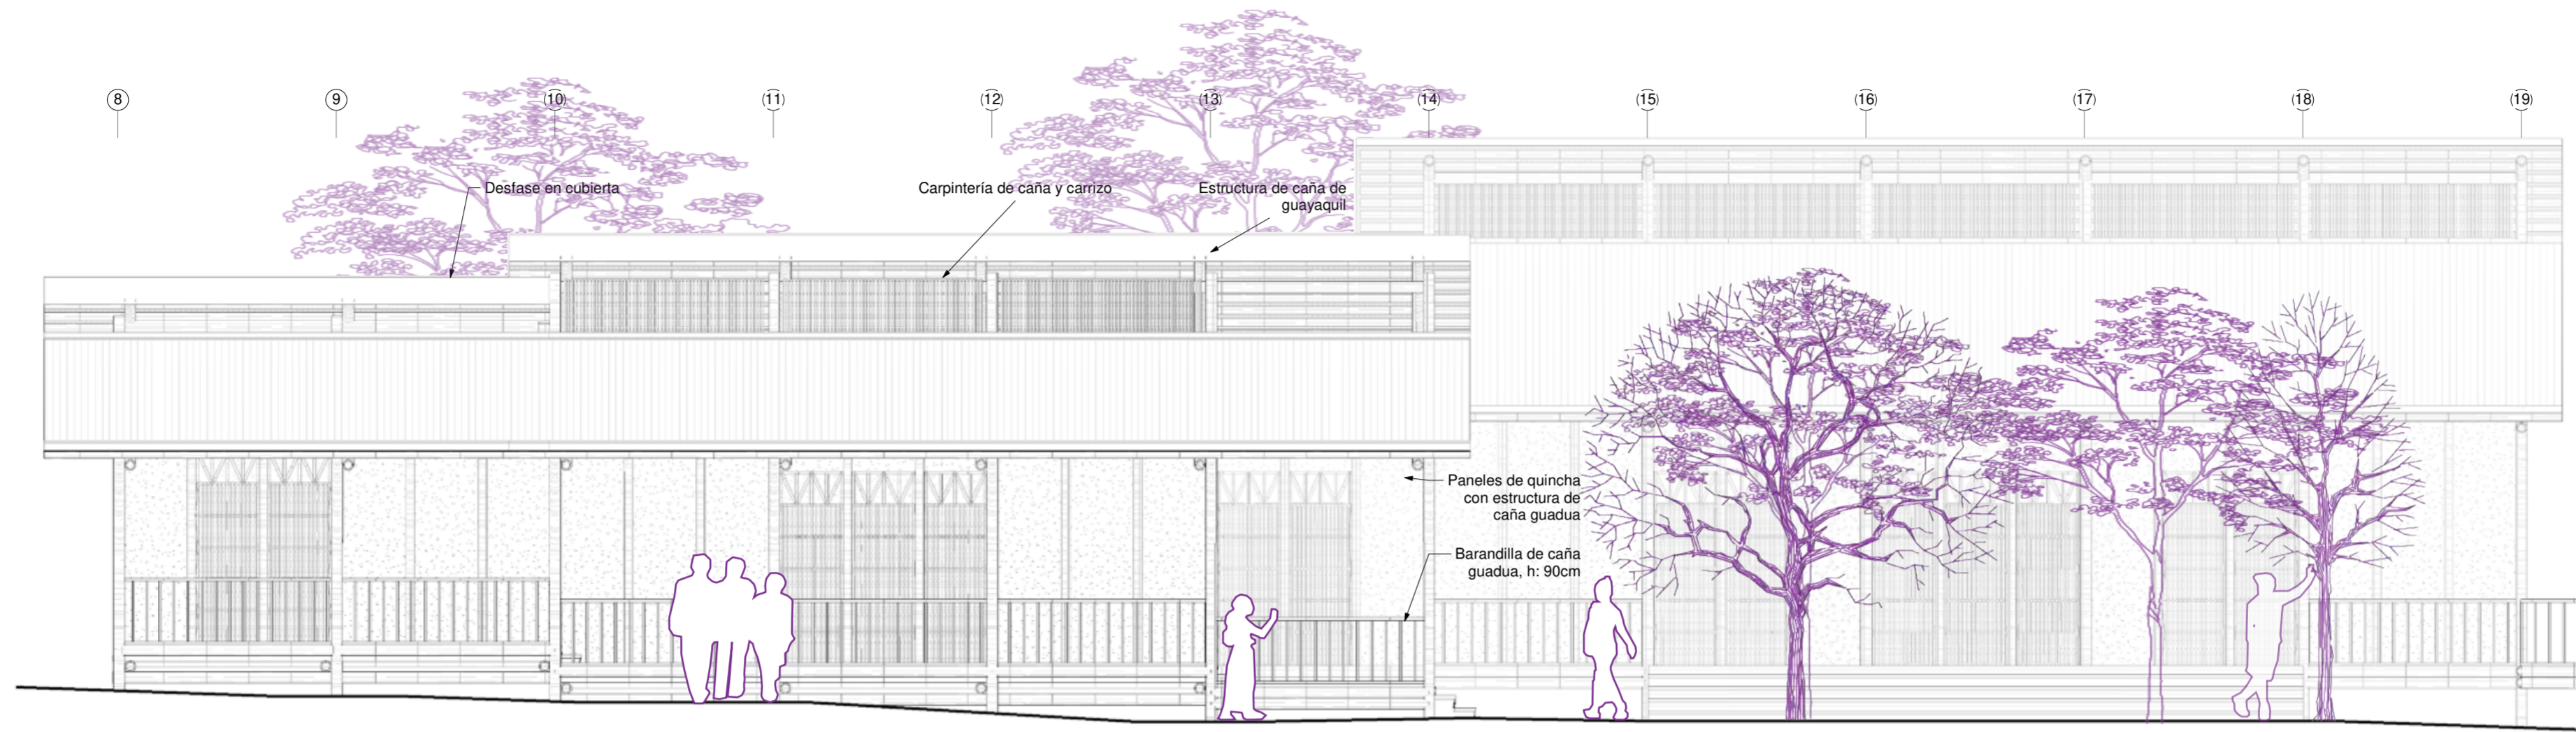 8
9
10
11
12
13
14
15
16
17
18
19
Desfase en cubierta
Carpintería de caña y carrizo
Estructura de caña de
guayaquil
Paneles de quincha
con estructura de
caña guadua
Barandilla de caña
guadua, h: 90cm